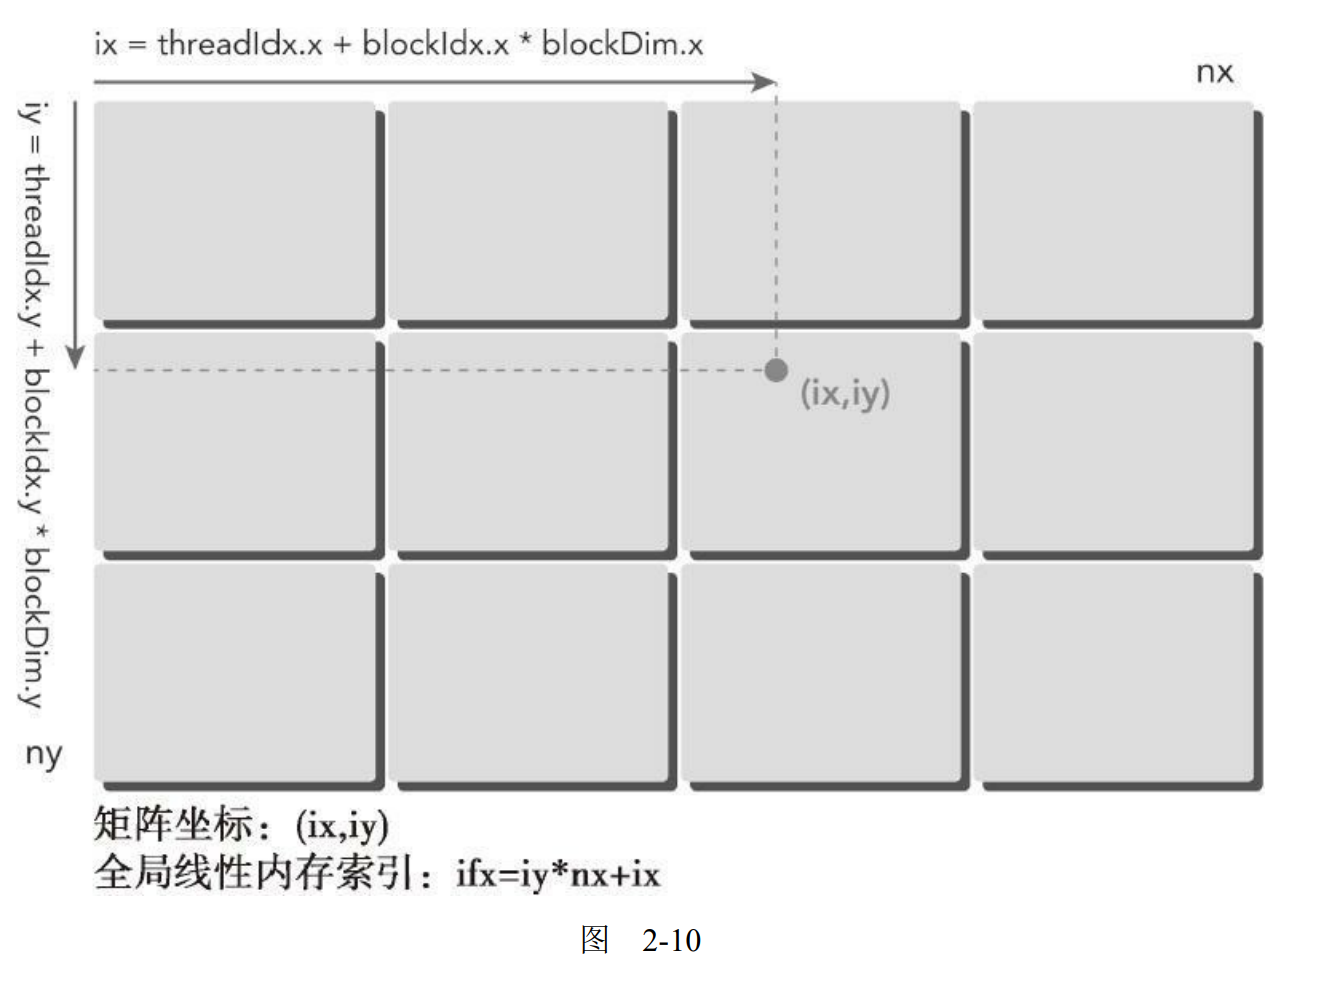 ix = threadIdx.x + blockIdx.x * blockDim.x
nx
iy = threadIdx.y + blockIdx.y * blockDim.y
(ix,iy)
ny
矩阵坐标：(ix,iy)
全局线性内存索引：ifx=iy*nx+ix
图 2-10